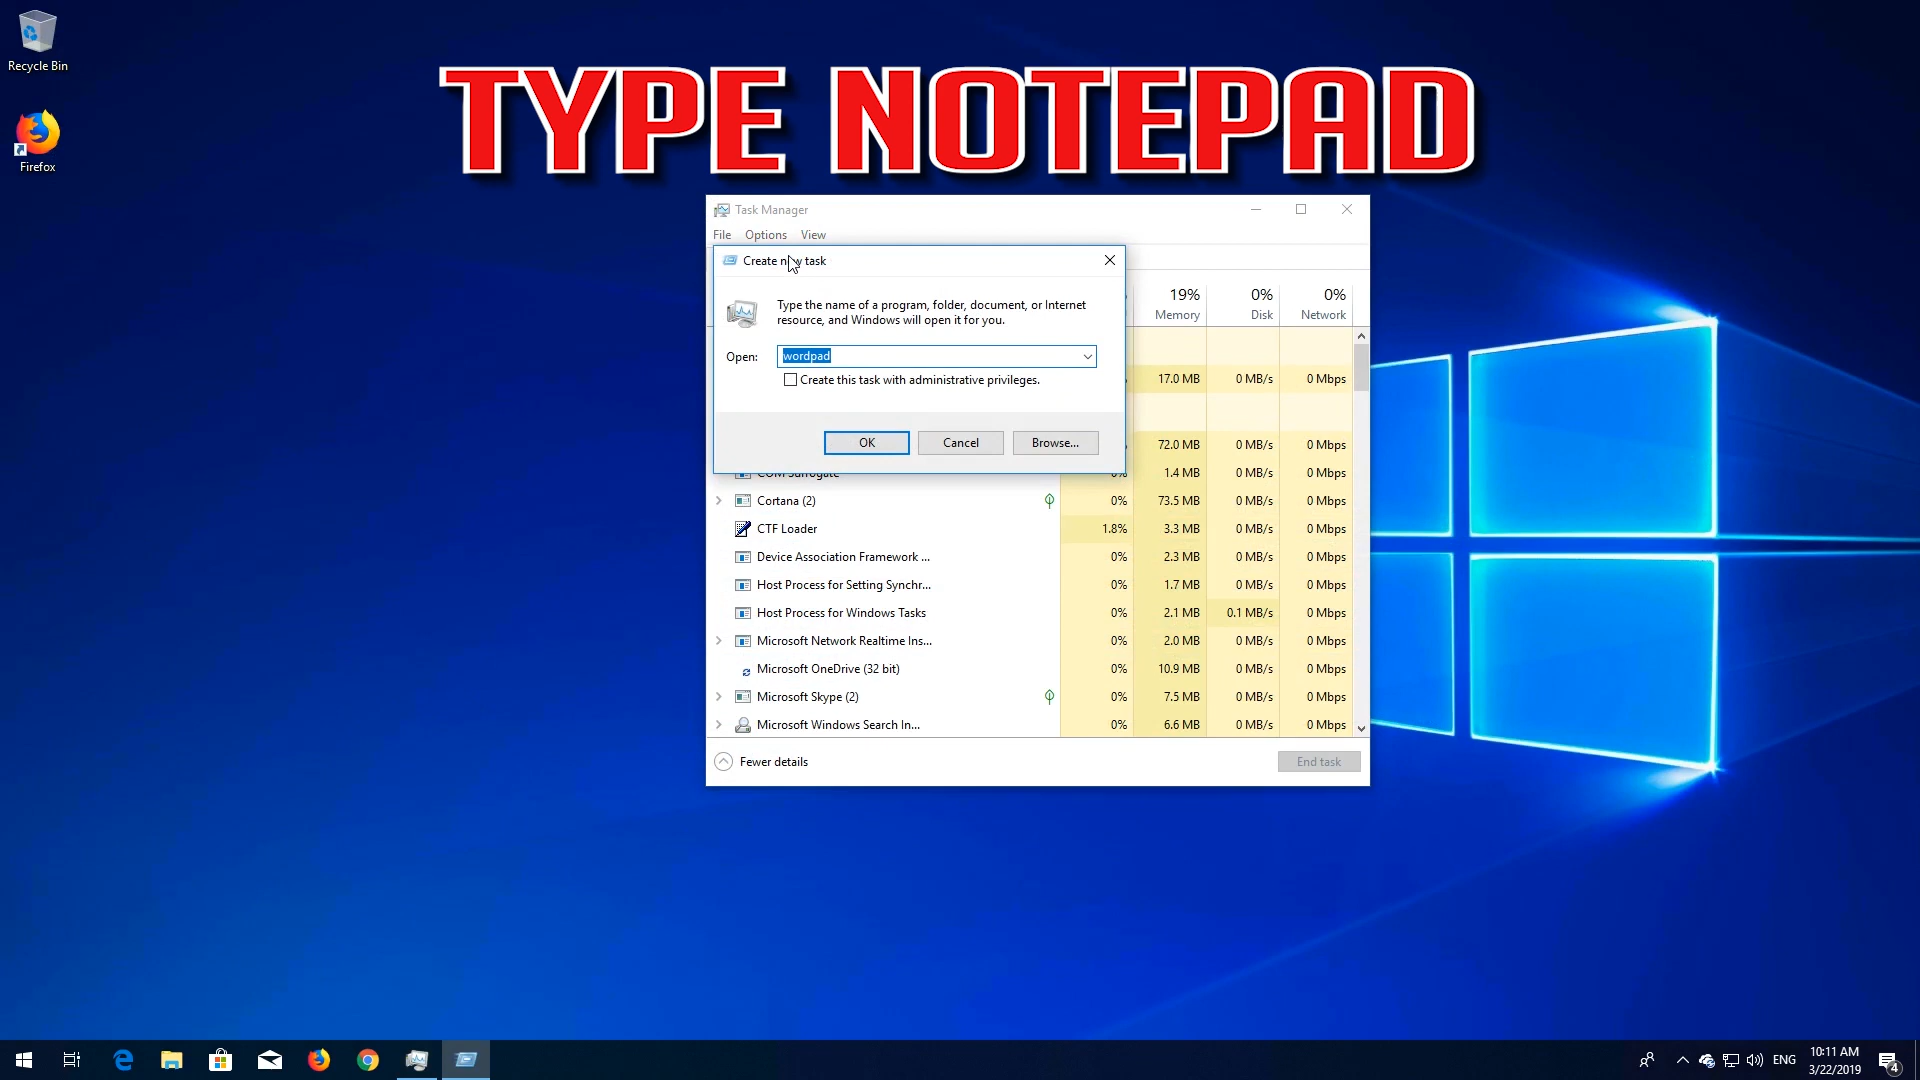 Recycle Bin
Firefox
TYPE NOTEPAD
Task Manager
File Options View
Create new task
Type the name of a program, folder, document, or Internet
resource, and Windows will open it for you.
Open: wordpad
Create this task with administrative privileges.
OK Cancel Browse...
19% 0% 0%
Memory Disk Network
17.0 MB 0 MB/s 0 Mbps
72.0 MB 0 MB/s 0 Mbps
COM Surrogate 0% 1.4 MB 0 MB/s 0 Mbps
Cortana (2) 0% 73.5 MB 0 MB/s 0 Mbps
CTF Loader 1.8% 3.3 MB 0 MB/s 0 Mbps
Device Association Framework ... 0% 2.3 MB 0 MB/s 0 Mbps
Host Process for Setting Synchr... 0% 1.7 MB 0 MB/s 0 Mbps
Host Process for Windows Tasks 0% 2.1 MB 0.1 MB/s 0 Mbps
Microsoft Network Realtime Ins... 0% 2.0 MB 0 MB/s 0 Mbps
Microsoft OneDrive (32 bit) 0% 10.9 MB 0 MB/s 0 Mbps
Microsoft Skype (2) 0% 7.5 MB 0 MB/s 0 Mbps
Microsoft Windows Search In... 0% 6.6 MB 0 MB/s 0 Mbps
Fewer details End task
ENG
10:11 AM
3/22/2019
4